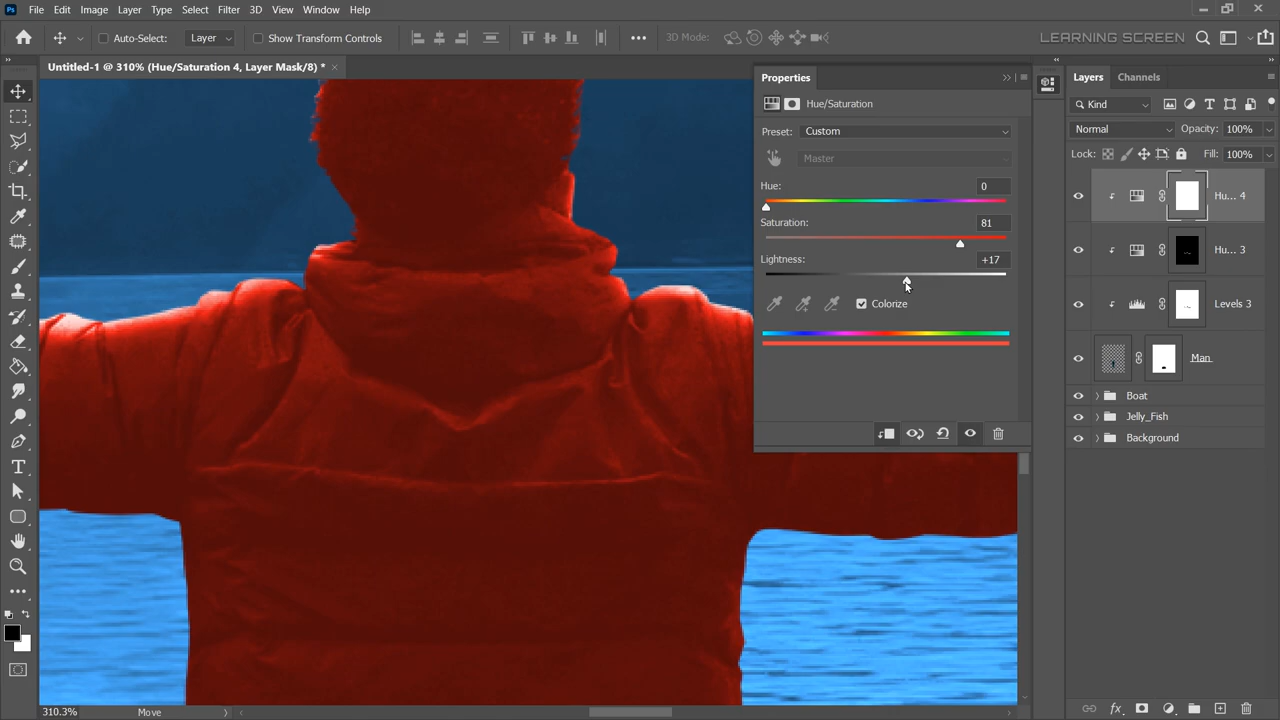 Ps File Edit Image Layer Type Select Filter 3D View Window Help
Auto-Select: Layer Show Transform Controls 3D Mode: LEARNING SCREEN
Untitled-1 @ 310% (Hue/Saturation 4, Layer Mask/8) *
Properties
Hue/Saturation
Preset: Custom
Master
Hue: 0
Saturation: 81
Lightness: +17
Colorize
Layers Channels
Kind
Normal Opacity: 100%
Lock: Fill: 100%
Hu... 4
Hu... 3
Levels 3
Man
Boat
Jelly_Fish
Background
310.3% Move
fx